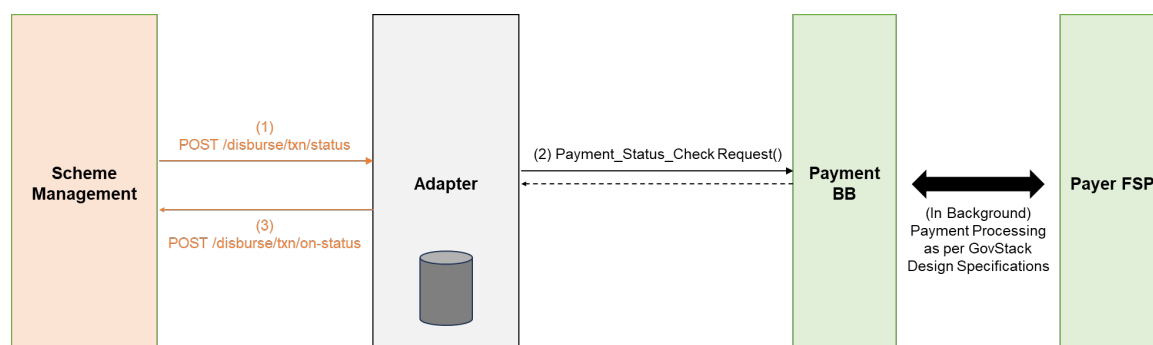 (1)
POST /disburse/txn/status
(2) Payment_Status_Check Request()
Scheme
Management
Adapter
Payment
BB
Payer FSP
(3)
POST /disburse/txn/on-status
(In Background)
Payment Processing
as per GovStack
Design Specifications